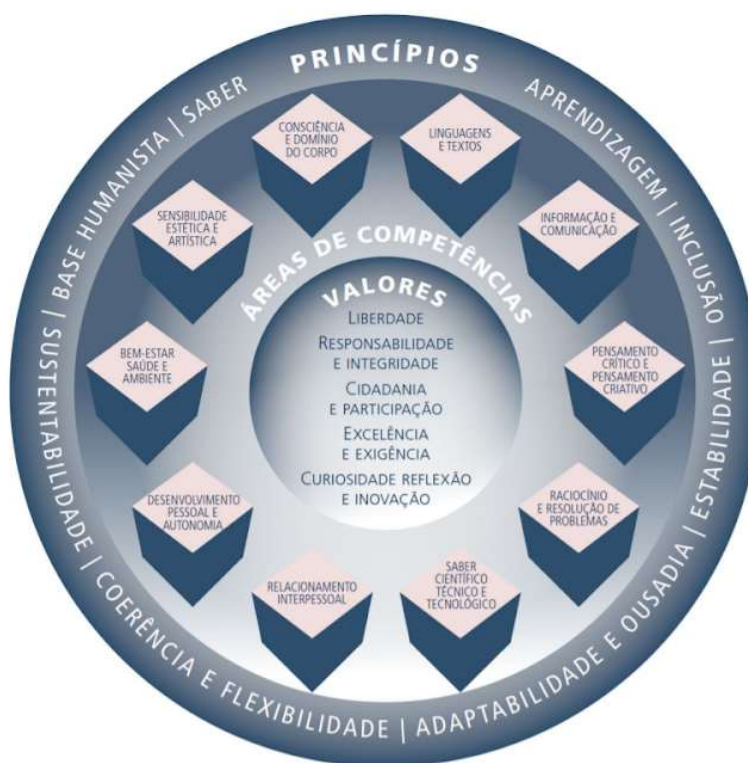 PRINCÍPIOS
BASE HUMANISTA | SABER
APRENDIZAGEM | INCLUSÃO | ESTABILIDADE | ADAPTABILIDADE E OUSADIA | COERÊNCIA E FLEXIBILIDADE | SUSTENTABILIDADE |
CONSCIÊNCIA
E DOMÍNIO
DO CORPO
LINGUAGENS
E TEXTOS
SENSIBILIDADE
ESTÉTICA E
ARTÍSTICA
INFORMAÇÃO E
COMUNICAÇÃO
BEM-ESTAR
SAÚDE E
AMBIENTE
PENSAMENTO
CRÍTICO E
PENSAMENTO
CRIATIVO
DESENVOLVIMENTO
PESSOAL E
AUTONOMIA
RACIOCÍNIO
E RESOLUÇÃO DE
PROBLEMAS
RELACIONAMENTO
INTERPESSOAL
SABER
CIENTÍFICO
TÉCNICO E
TECNOLÓGICO
ÁREAS DE COMPETÊNCIAS
VALORES
LIBERDADE
RESPONSABILIDADE
E INTEGRIDADE
CIDADANIA
E PARTICIPAÇÃO
EXCELÊNCIA
E EXIGÊNCIA
CURIOSIDADE REFLEXÃO
E INOVAÇÃO